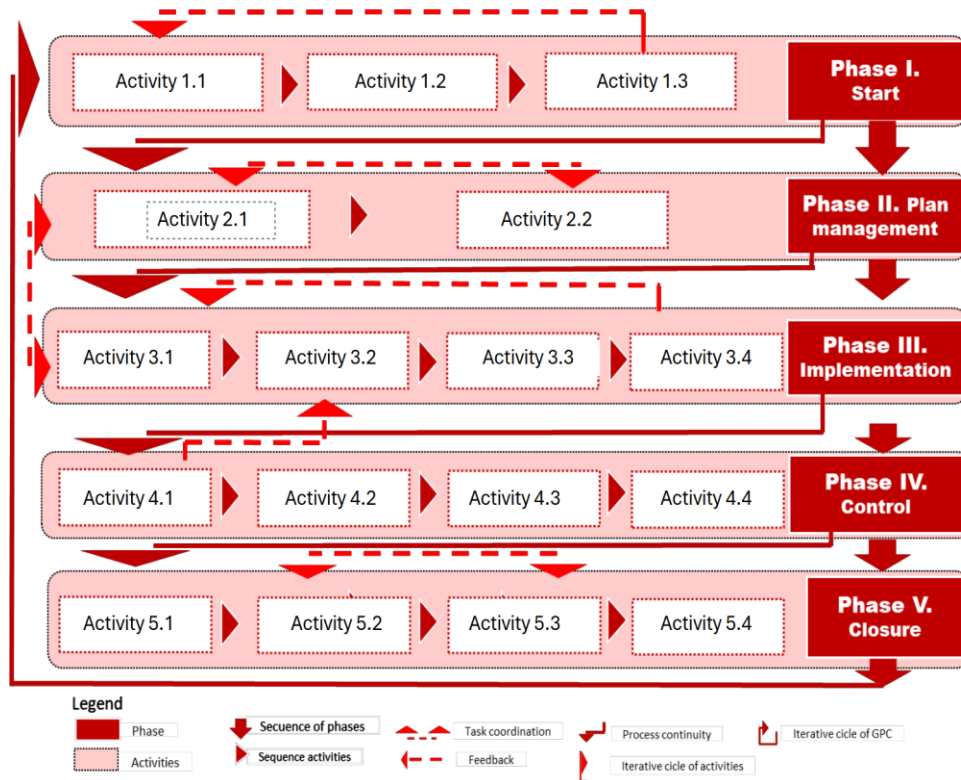 Activity 1.1
Activity 1.2
Activity 1.3
Phase I.
Start
Activity 2.1
Activity 2.2
Phase II. Plan
management
Activity 3.1
Activity 3.2
Activity 3.3
Activity 3.4
Phase III.
Implementation
Activity 4.1
Activity 4.2
Activity 4.3
Activity 4.4
Phase IV.
Control
Activity 5.1
Activity 5.2
Activity 5.3
Activity 5.4
Phase V.
Closure
Legend
Phase
Secuence of phases
Task coordination
Process continuity
Iterative cicle of GPC
Activities
Sequence activities
Feedback
Iterative cicle of activities